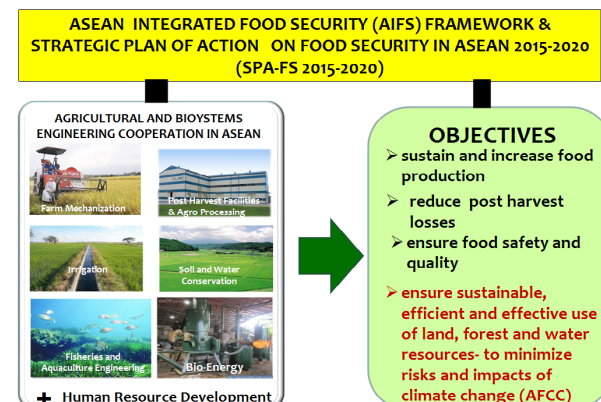 ASEAN INTEGRATED FOOD SECURITY (AIFS) FRAMEWORK &
STRATEGIC PLAN OF ACTION ON FOOD SECURITY IN ASEAN 2015-2020
(SPA-FS 2015-2020)
AGRICULTURAL AND BIOYSTEMS
ENGINEERING COOPERATION IN ASEAN
Farm Mechanization
Post Harvest Facilities
& Agro Processing
Irrigation
Soil and Water
Conservation
Fisheries and
Aquaculture Engineering
Bio Energy
+ Human Resource Development
OBJECTIVES
➢ sustain and increase food
production
➢ reduce post harvest
losses
➢ ensure food safety and
quality
➢ ensure sustainable,
efficient and effective use
of land, forest and water
resources- to minimize
risks and impacts of
climate change (AFCC)